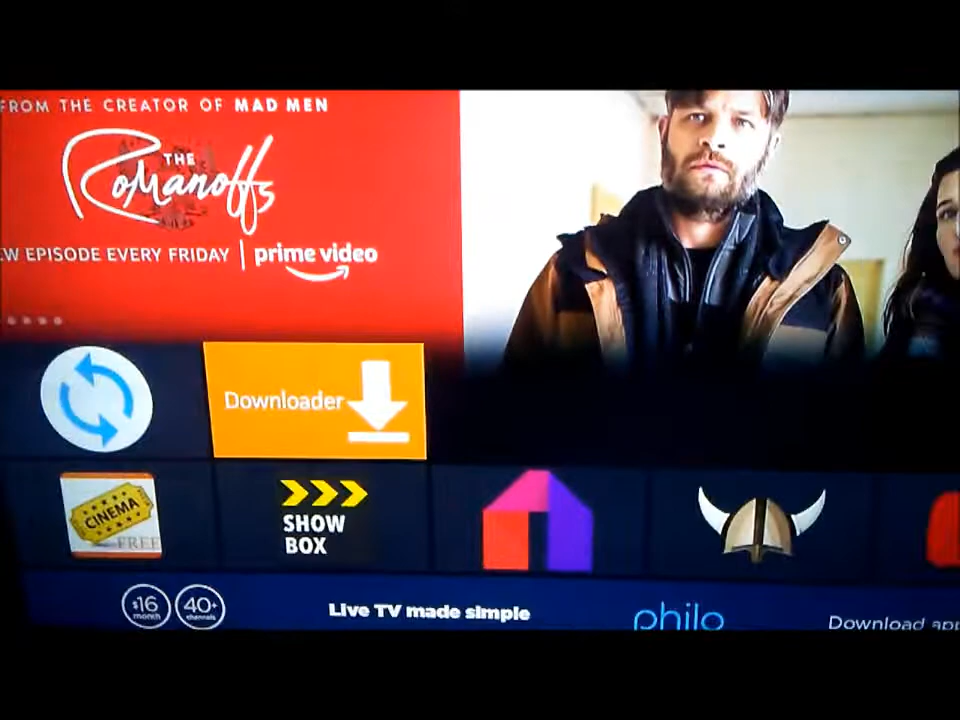 FROM THE CREATOR OF MAD MEN
THE
Romanoffs
EW EPISODE EVERY FRIDAY | prime video
Downloader
CINEMA
FREE
SHOW
BOX
$16
month
40+
channels
Live TV made simple
philo
Download app